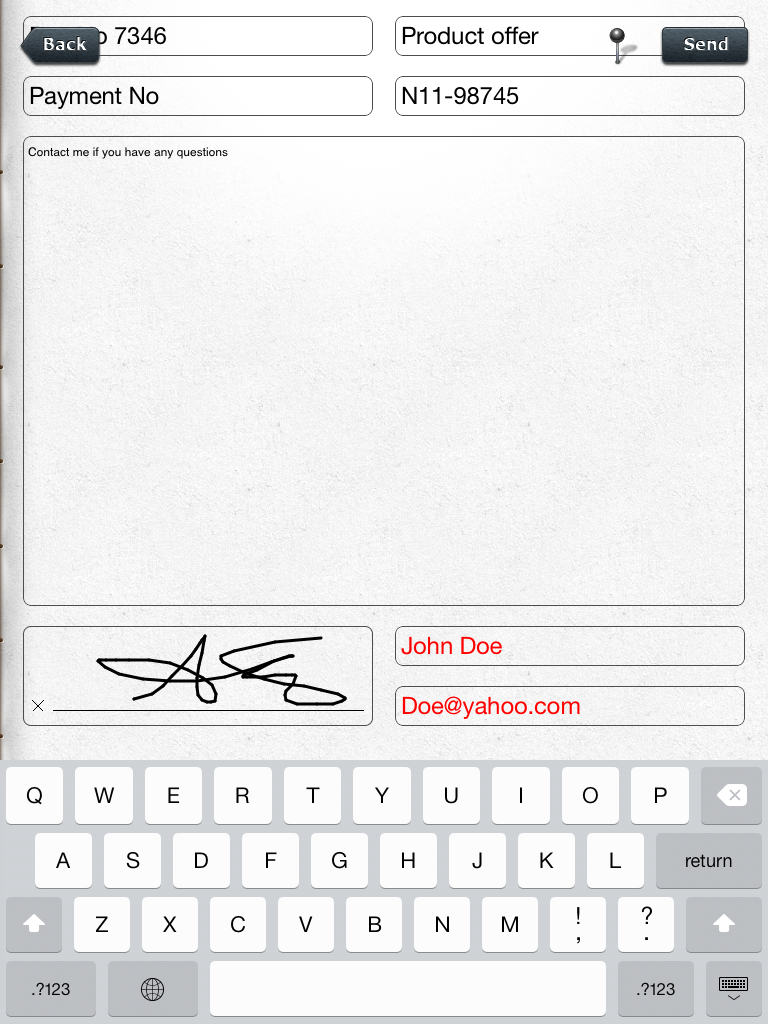 Back
o 7346
Product offer
Send
Payment No
N11-98745
Contact me if you have any questions
John Doe
×
Doe@yahoo.com
Q W E R T Y U I O P
A S D F G H J K L return
Z X C V B N M ! , ? .
.?123 .?123